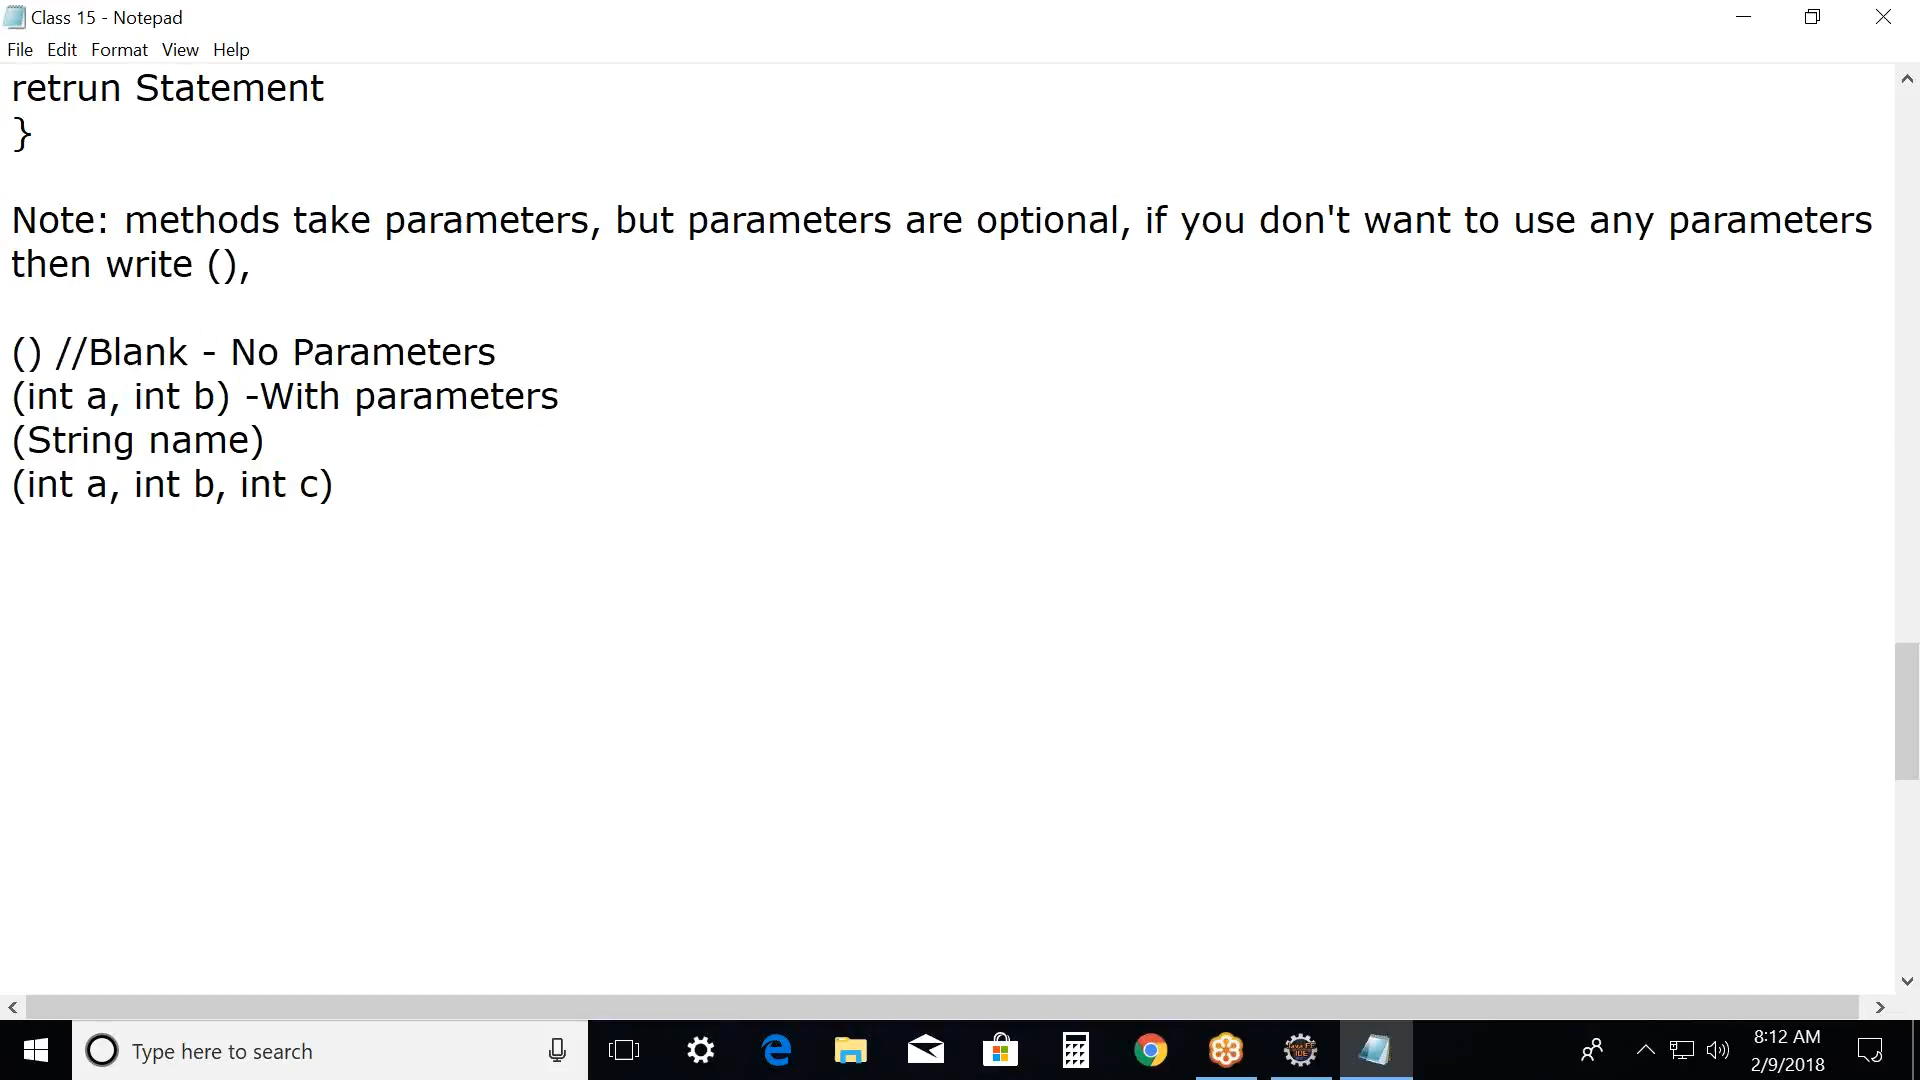 Class 15 - Notepad
File Edit Format View Help
retrun Statement
}
Note: methods take parameters, but parameters are optional, if you don't want to use any parameters
then write (),
() //Blank - No Parameters
(int a, int b) -With parameters
(String name)
(int a, int b, int c)
Type here to search
8:12 AM
2/9/2018